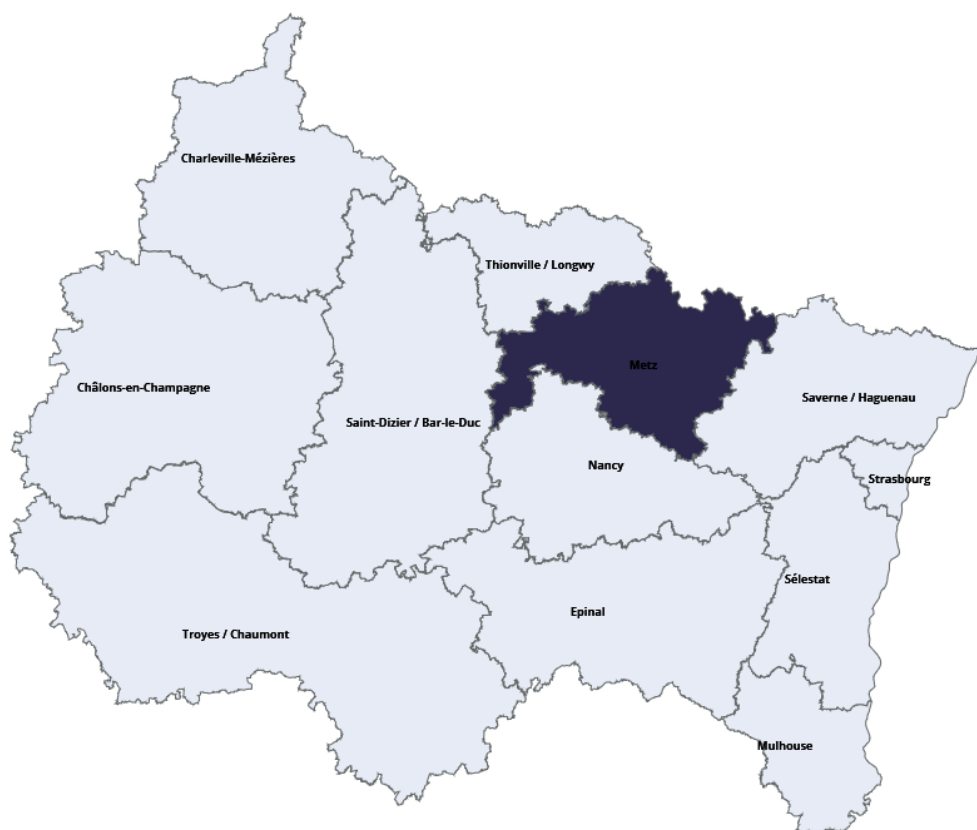 Charleville-Mézières
Thionville / Longwy
Metz
Châlons-en-Champagne
Saverne / Haguenau
Saint-Dizier / Bar-le-Duc
Nancy
Strasbourg
Sélestat
Epinal
Troyes / Chaumont
Mulhouse